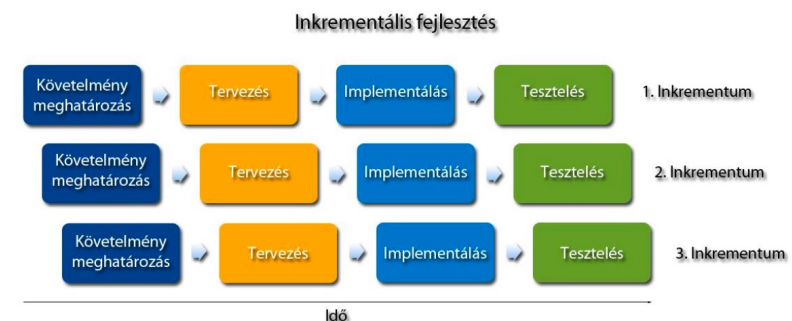 Inkrementális fejlesztés
Követelmény
meghatározás
Tervezés
Implementálás
Tesztelés
1. Inkrementum
Követelmény
meghatározás
Tervezés
Implementálás
Tesztelés
2. Inkrementum
Követelmény
meghatározás
Tervezés
Implementálás
Tesztelés
3. Inkrementum
Idő